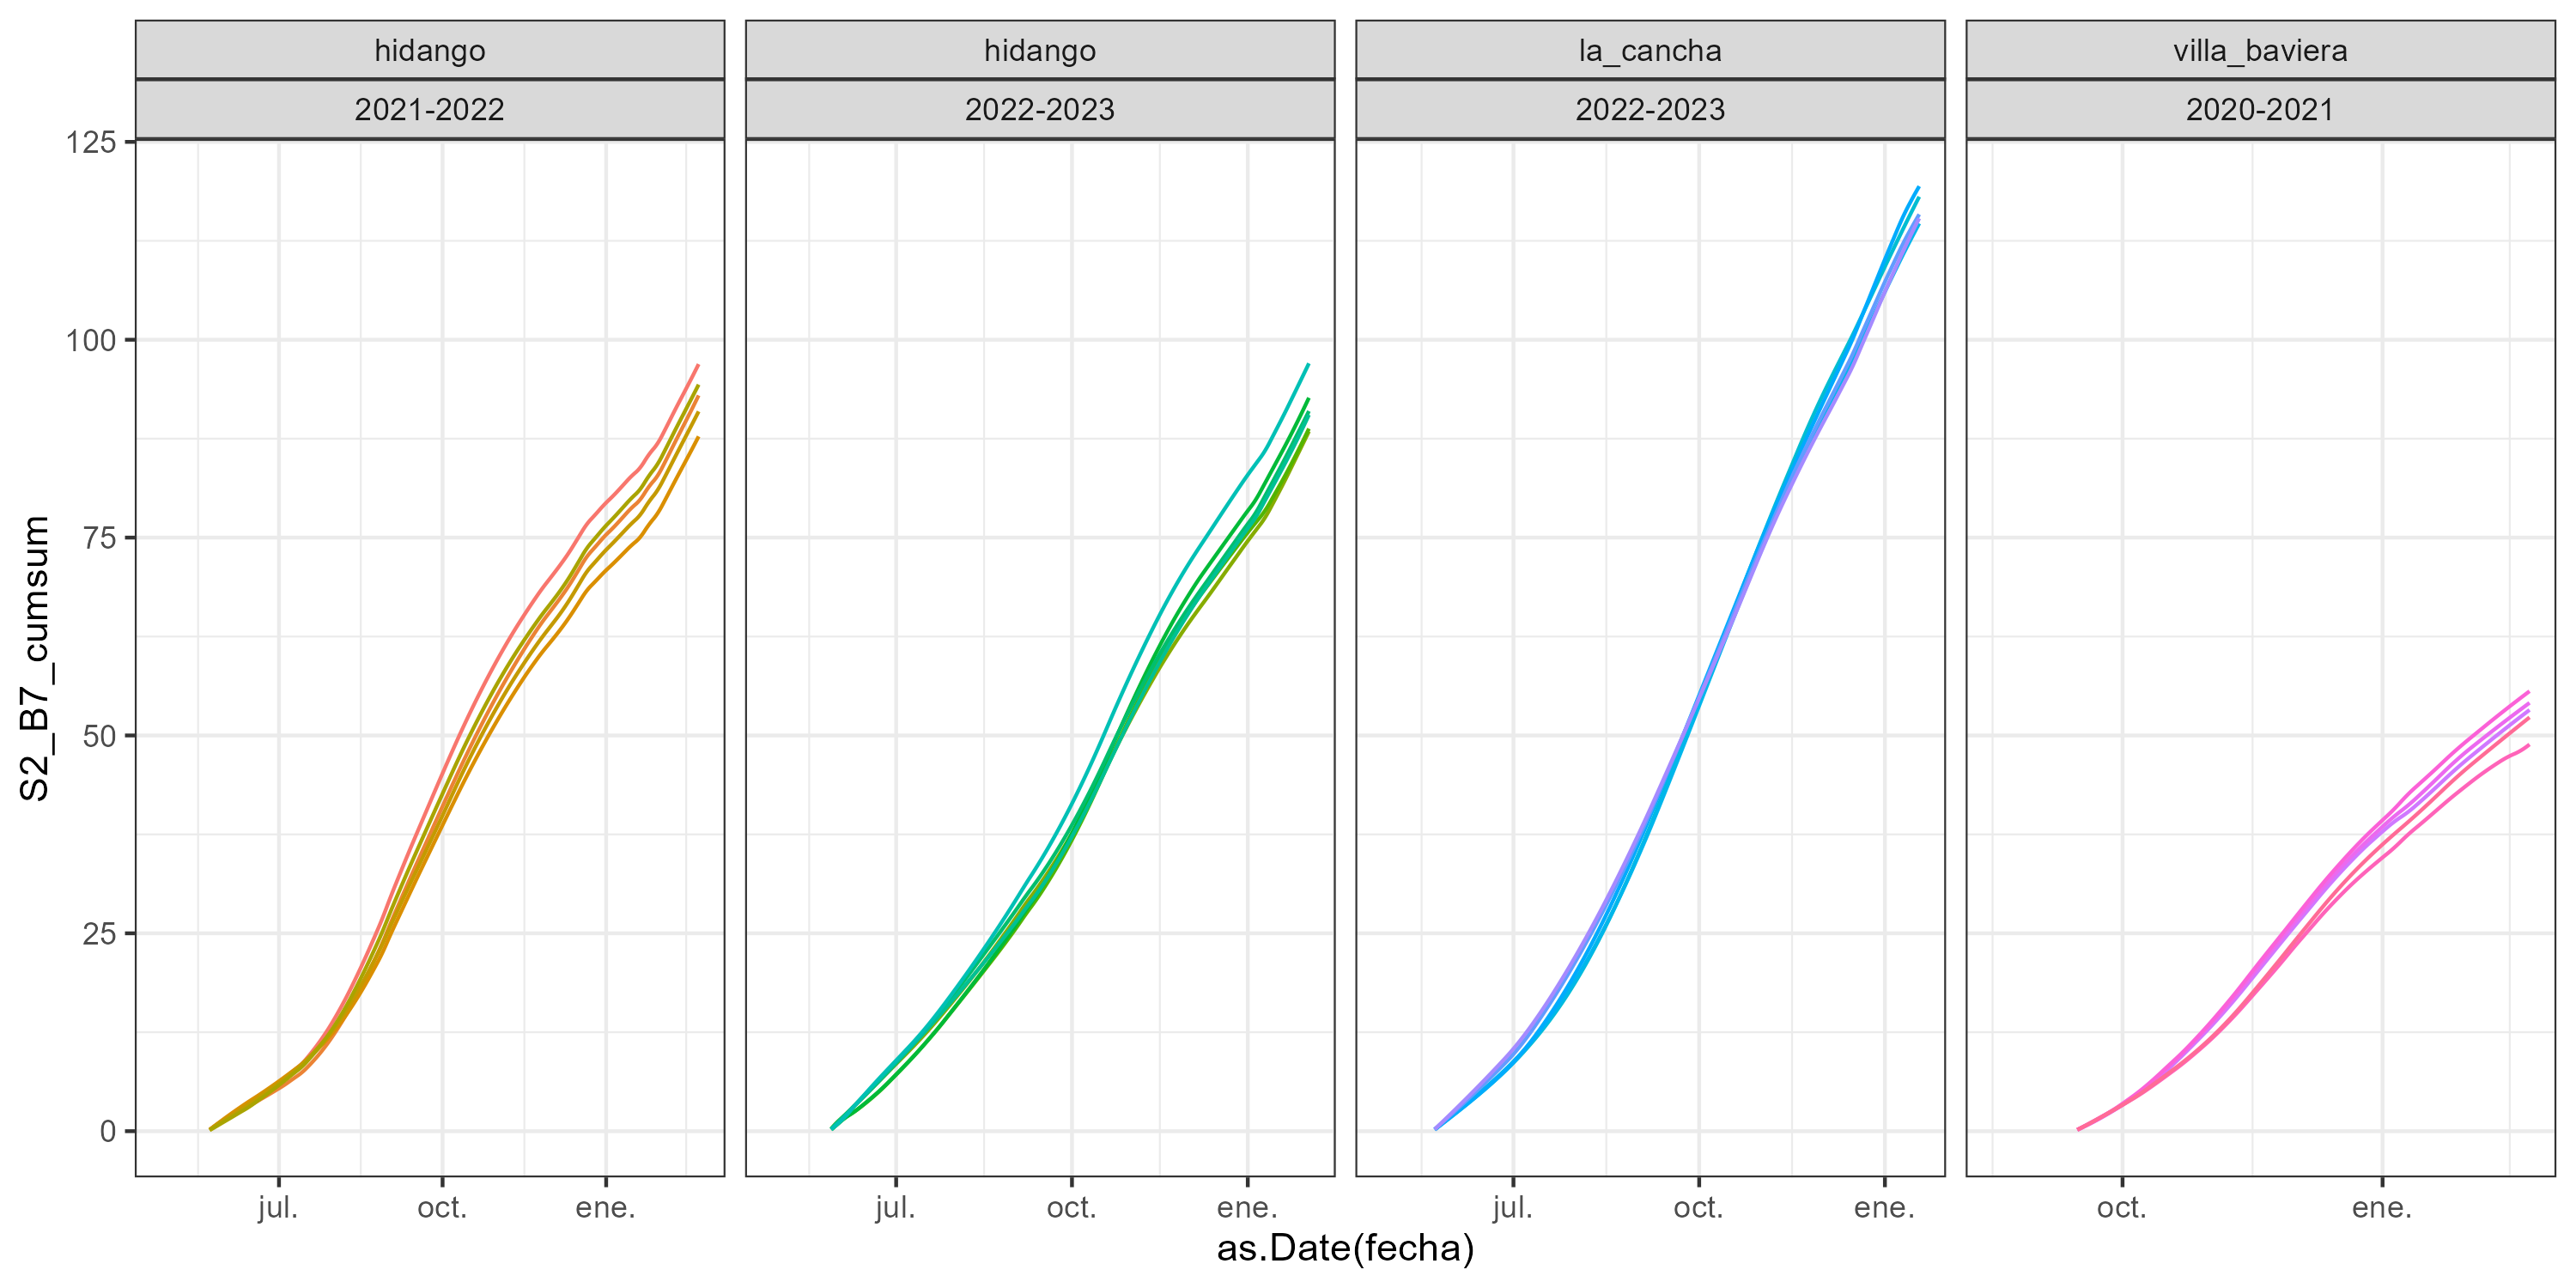 hidango
hidango
la_cancha
villa_baviera
2021-2022
2022-2023
2022-2023
2020-2021
125
100
75
50
25
0
S2_B7_cumsum
jul.
oct.
ene.
jul.
oct.
ene.
jul.
oct.
ene.
oct.
ene.
as.Date(fecha)